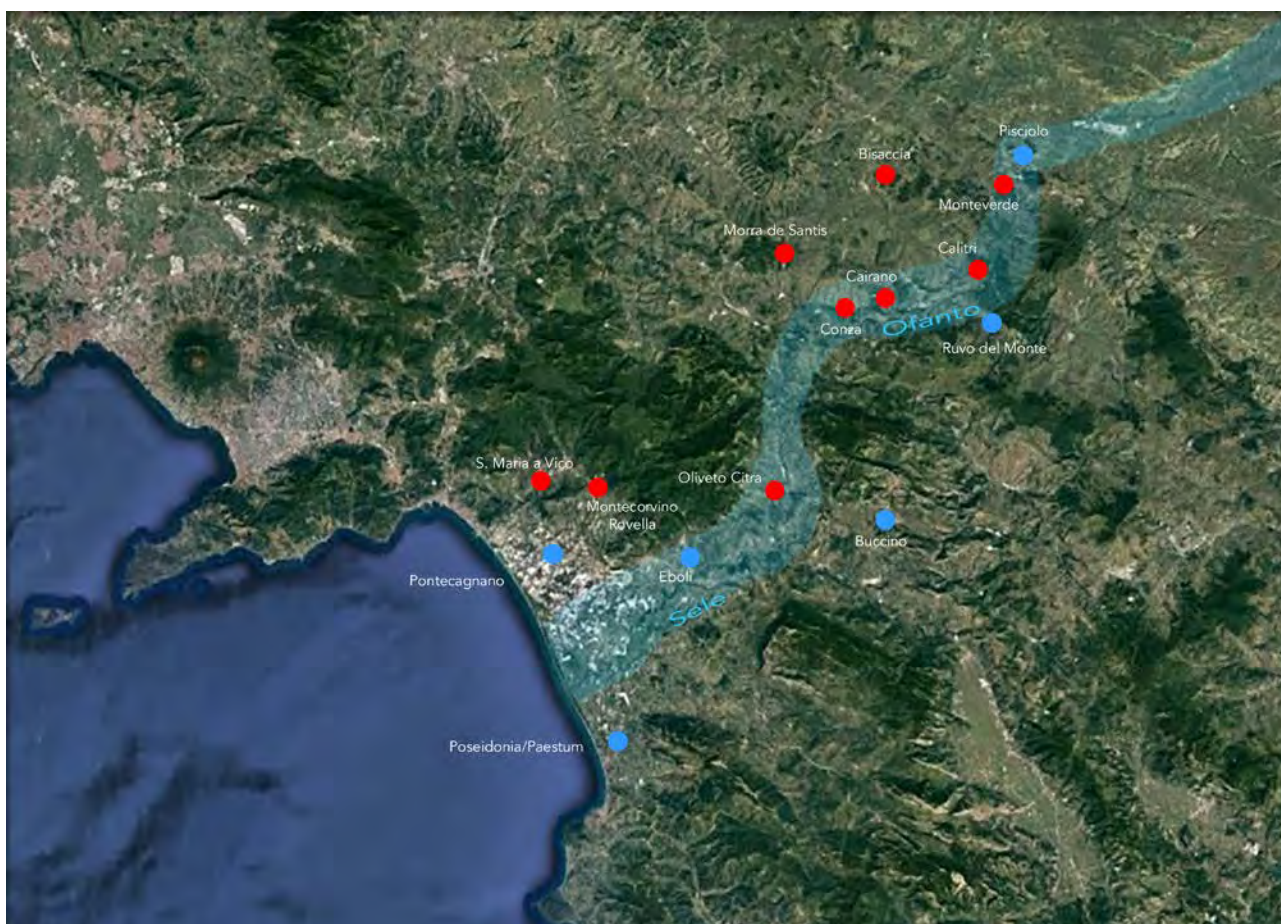 Pisciolo
Bisaccia
Monteverde
Morra de Santis
Calitri
Cairano
Conza
Ofanto
Ruvo del Monte
S. Maria a Vico
Oliveto Citra
Montecorvino
Rovella
Buccino
Pontecagnano
Eboli
Sele
Poseidonia/Paestum